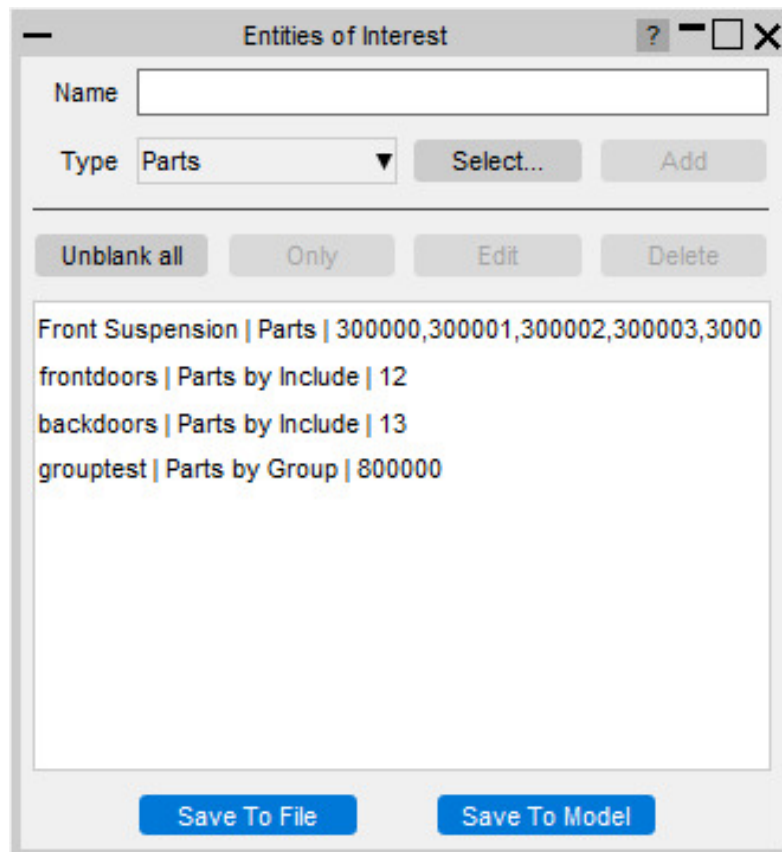 Entities of Interest ?
Name
Type Parts Select... Add
Unblank all Only Edit Delete
Front Suspension | Parts | 300000,300001,300002,300003,3000
frontdoors | Parts by Include | 12
backdoors | Parts by Include | 13
grouptest | Parts by Group | 800000
Save To File Save To Model